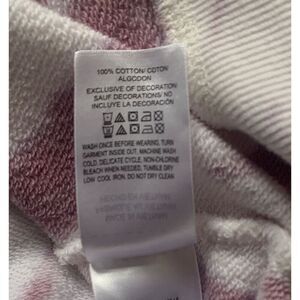 100% COTTON/ COTON
ALGODON
EXCLUSIVE OF DECORATION
SAUF DECORATIONS/ NO
INCLUYE LA DECORACIÓN
WASH ONCE BEFORE WEARING, TURN
GARMENT INSIDE OUT, MACHINE WASH
COLD, DELICATE CYCLE, NON-CHLORINE
BLEACH WHEN NEEDED, TUMBLE DRY
LOW. COOL IRON, DO NOT DRY CLEAN